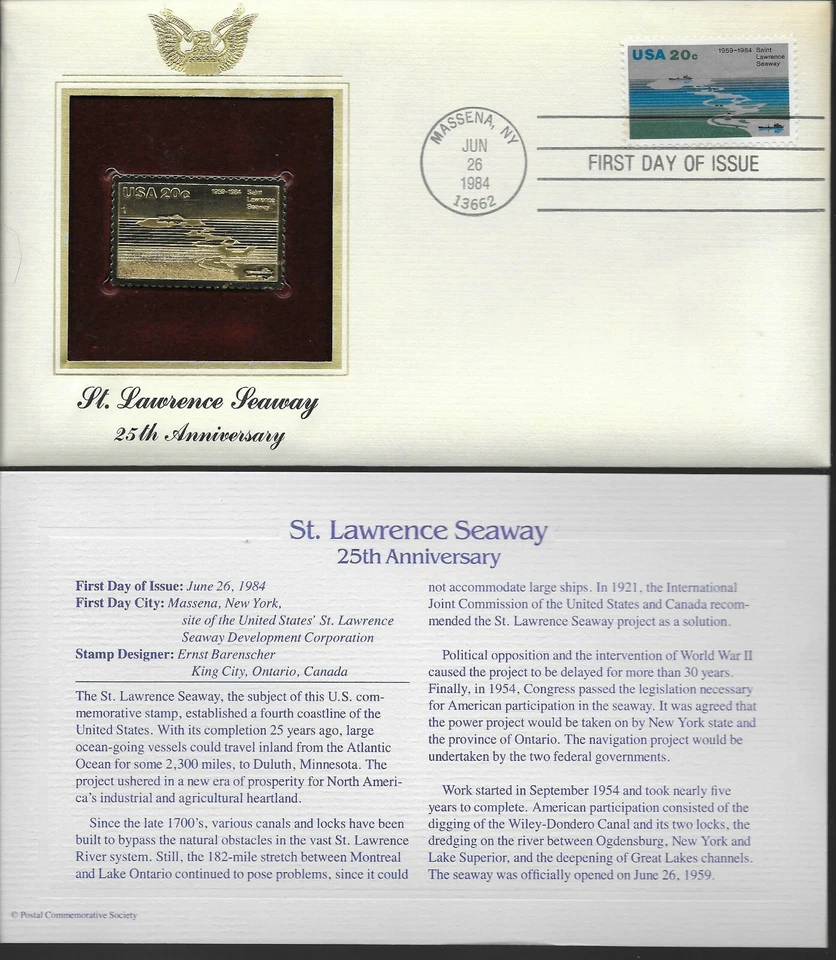 USA 20c
1959-1984 Saint
Lawrence
Seaway
MASSENA, NY
JUN
26
1984
13662
FIRST DAY OF ISSUE
USA 20c
1959-1984 Saint
Lawrence
Seaway
St. Lawrence Seaway
25th Anniversary
St. Lawrence Seaway
25th Anniversary
First Day of Issue: June 26, 1984
First Day City: Massena, New York,
site of the United States' St. Lawrence
Seaway Development Corporation
Stamp Designer: Ernst Barenscher
King City, Ontario, Canada
The St. Lawrence Seaway, the subject of this U.S. com-
memorative stamp, established a fourth coastline of the
United States. With its completion 25 years ago, large
ocean-going vessels could travel inland from the Atlantic
Ocean for some 2,300 miles, to Duluth, Minnesota. The
project ushered in a new era of prosperity for North Ameri-
ca's industrial and agricultural heartland.
Since the late 1700's, various canals and locks have been
built to bypass the natural obstacles in the vast St. Lawrence
River system. Still, the 182-mile stretch between Montreal
and Lake Ontario continued to pose problems, since it could
not accommodate large ships. In 1921, the International
Joint Commission of the United States and Canada recom-
mended the St. Lawrence Seaway project as a solution.
Political opposition and the intervention of World War II
caused the project to be delayed for more than 30 years.
Finally, in 1954, Congress passed the legislation necessary
for American participation in the seaway. It was agreed that
the power project would be taken on by New York state and
the province of Ontario. The navigation project would be
undertaken by the two federal governments.
Work started in September 1954 and took nearly five
years to complete. American participation consisted of the
digging of the Wiley-Dondero Canal and its two locks, the
dredging on the river between Ogdensburg, New York and
Lake Superior, and the deepening of Great Lakes channels.
The seaway was officially opened on June 26, 1959.
© Postal Commemorative Society